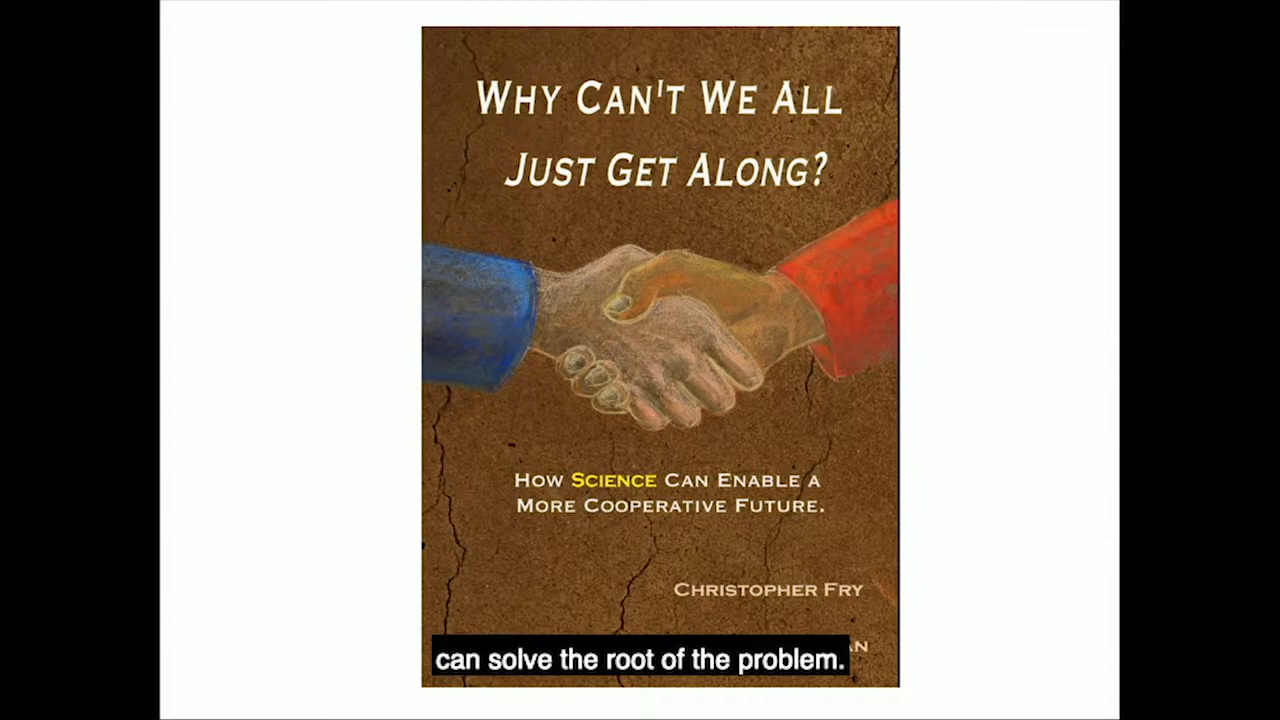 WHY CAN'T WE ALL
JUST GET ALONG?
HOW SCIENCE CAN ENABLE A
MORE COOPERATIVE FUTURE.
CHRISTOPHER FRY
can solve the root of the problem.